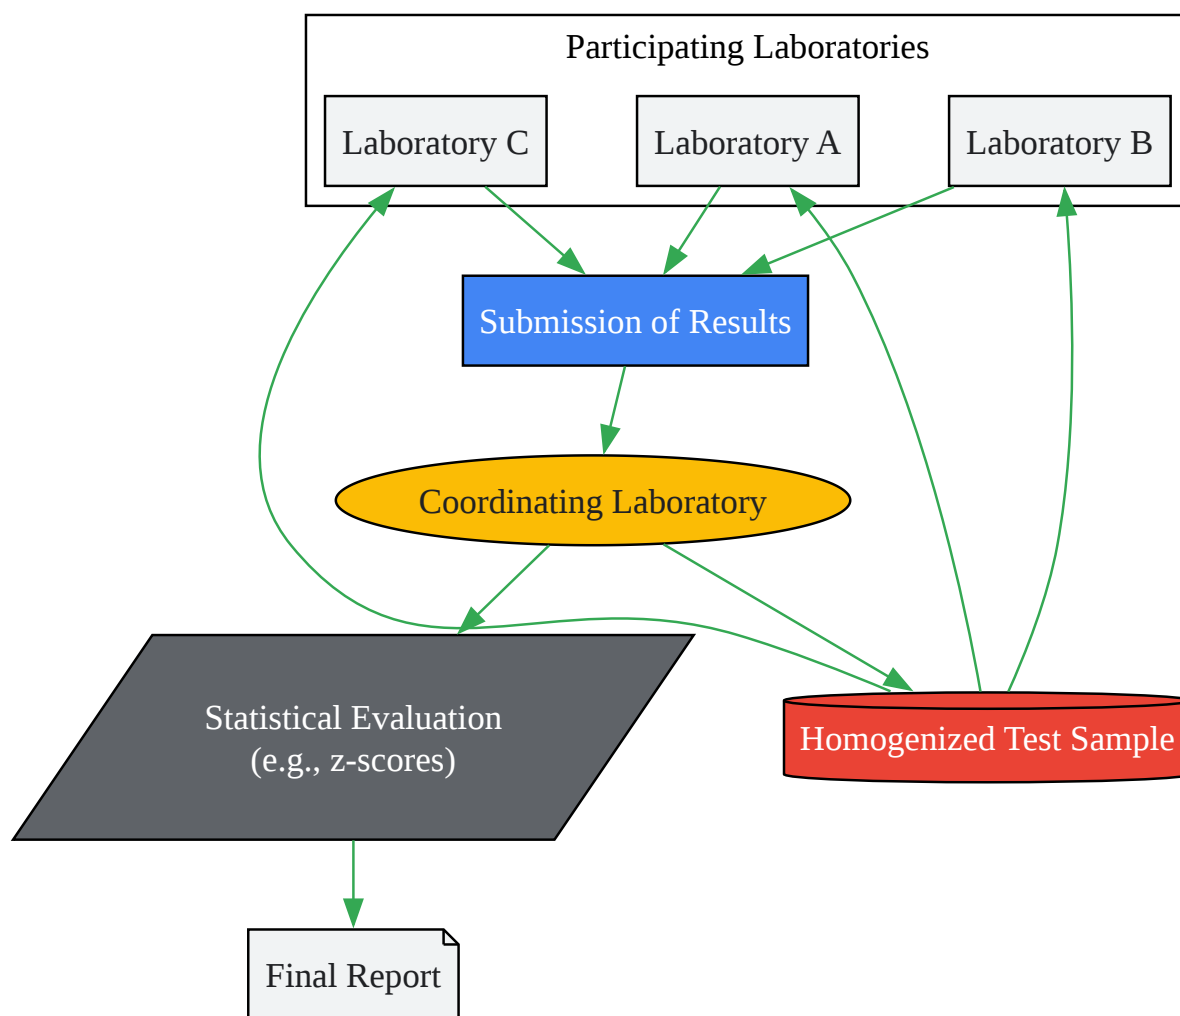 Participating Laboratories
Laboratory C
Laboratory A
Laboratory B
Submission of Results
Coordinating Laboratory
Statistical Evaluation
(e.g., z-scores)
Homogenized Test Sample
Final Report